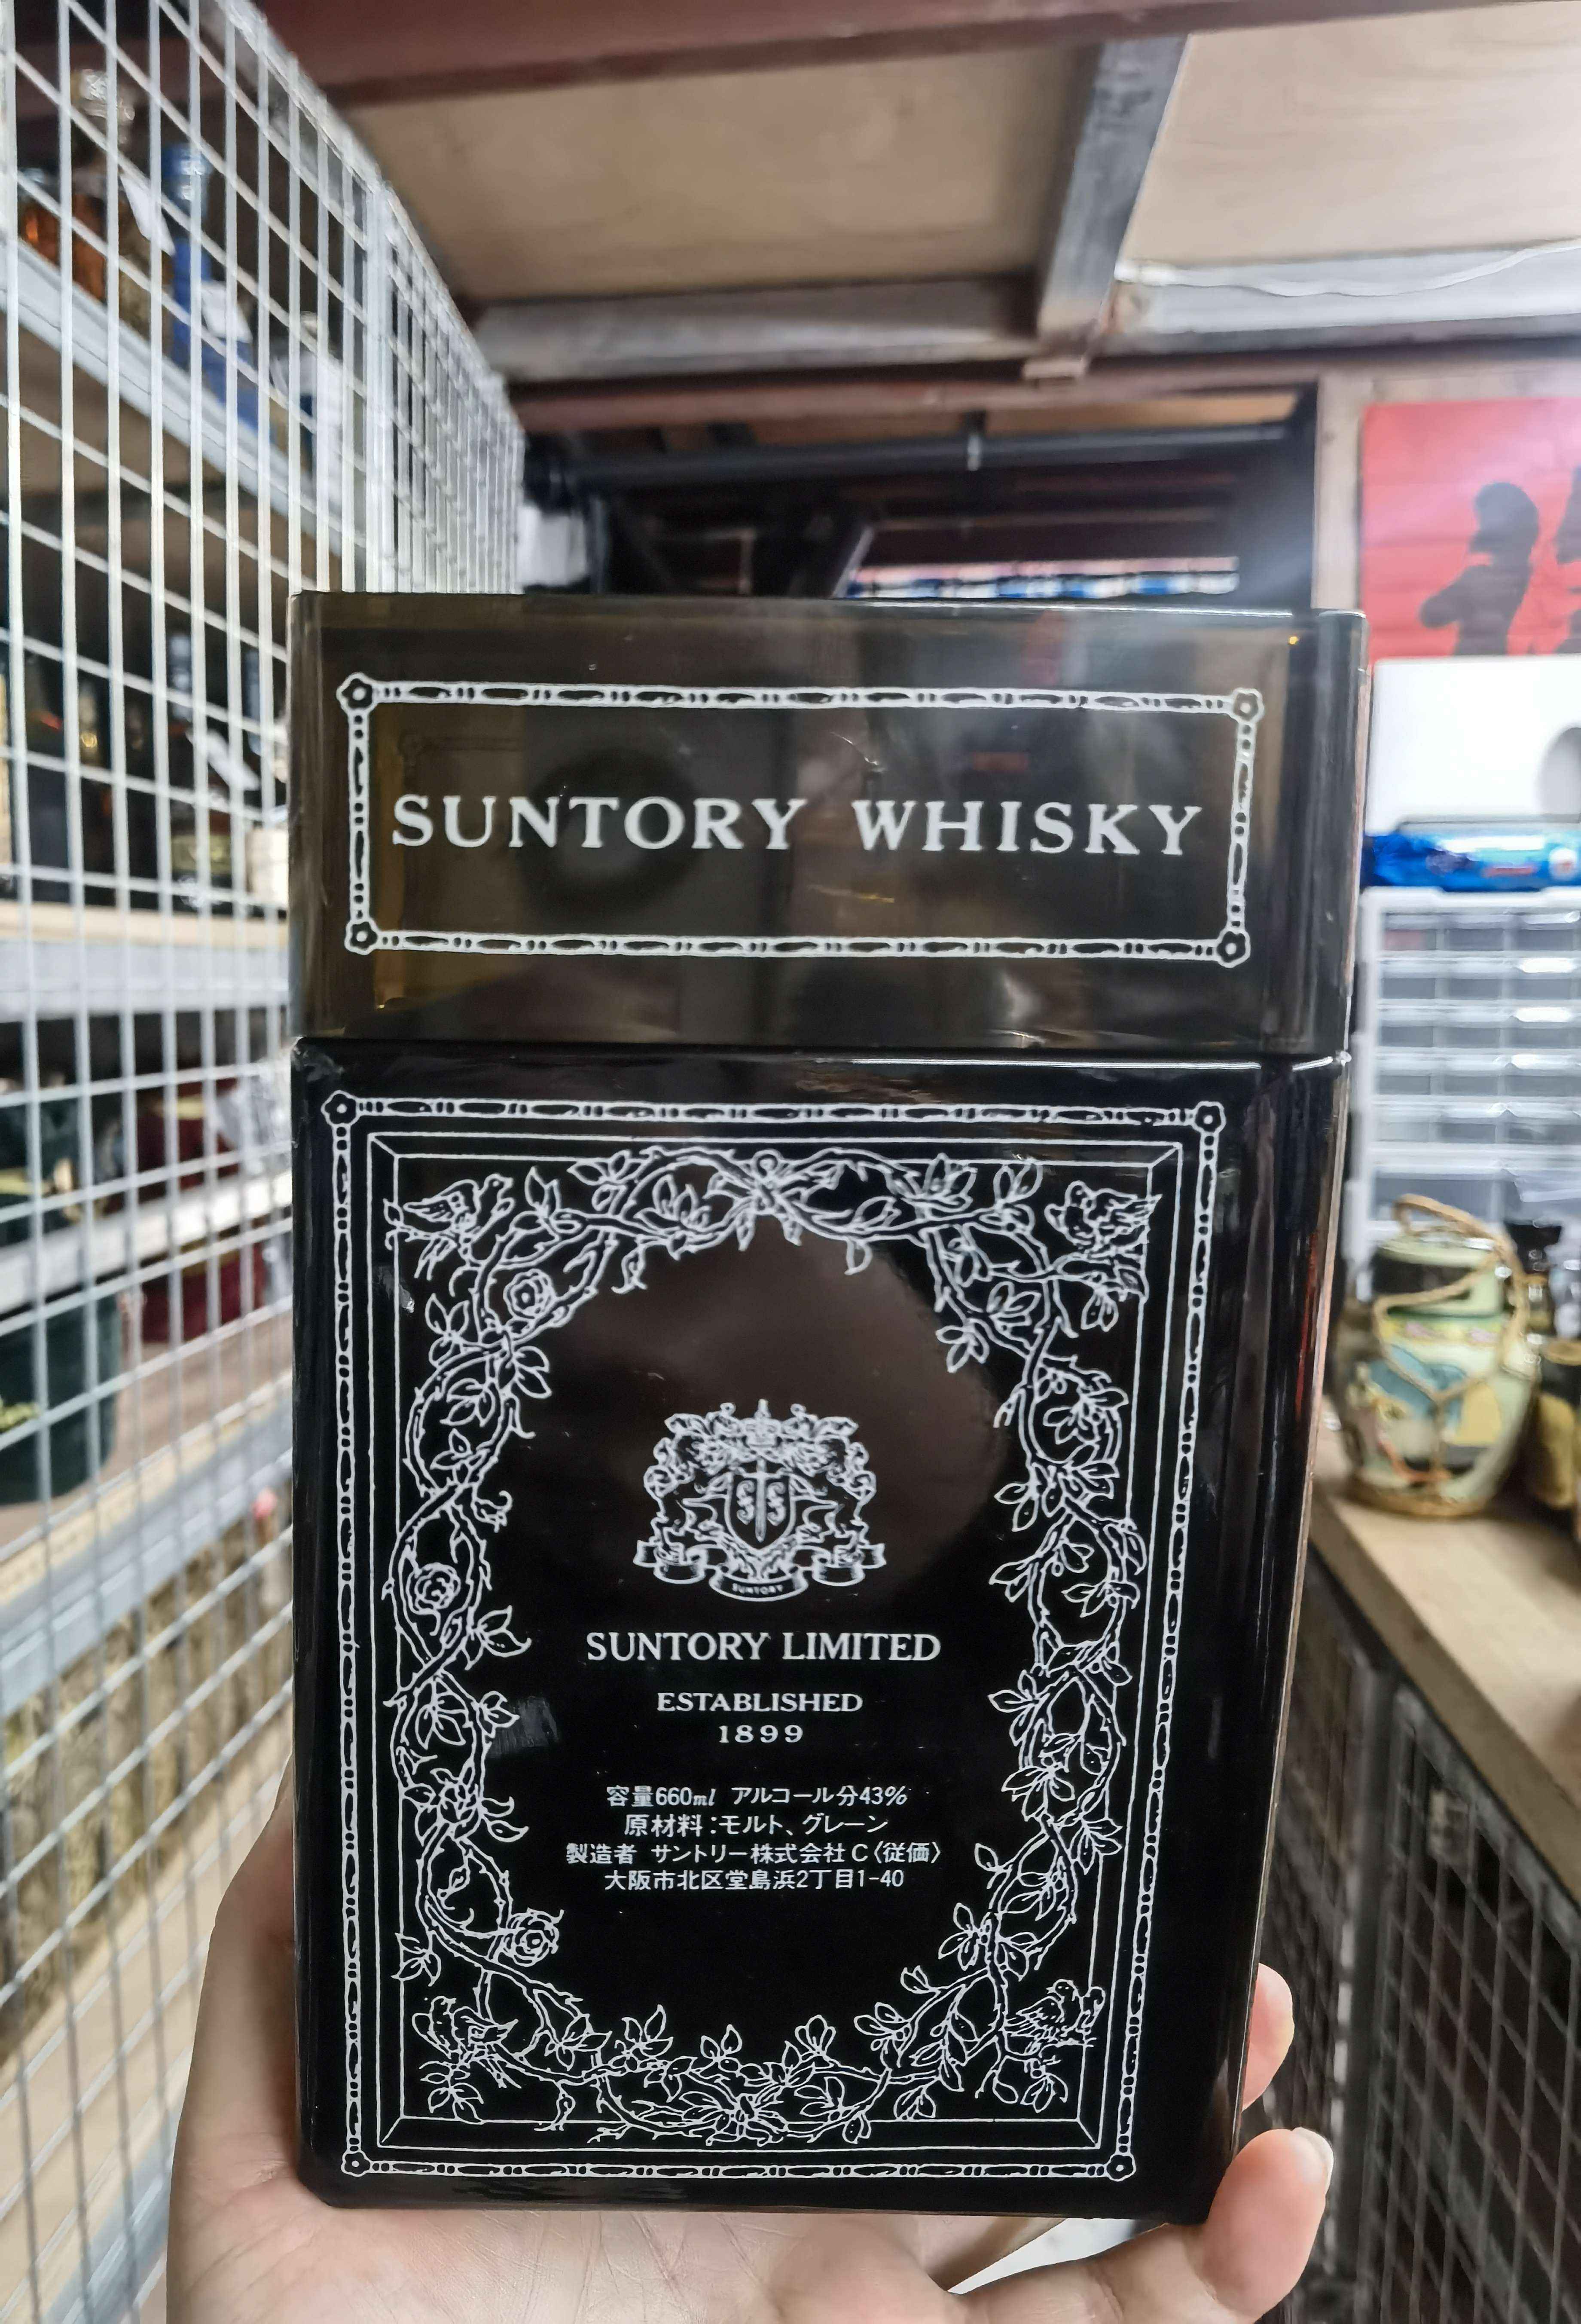 SUNTORY WHISKY
SUNTORY
SUNTORY LIMITED
ESTABLISHED
1899
容量660ml アルコール分43%
原材料:モルト、グレーン
製造者 サントリー株式会社 C〈従価〉
大阪市北区堂島浜2丁目1-40